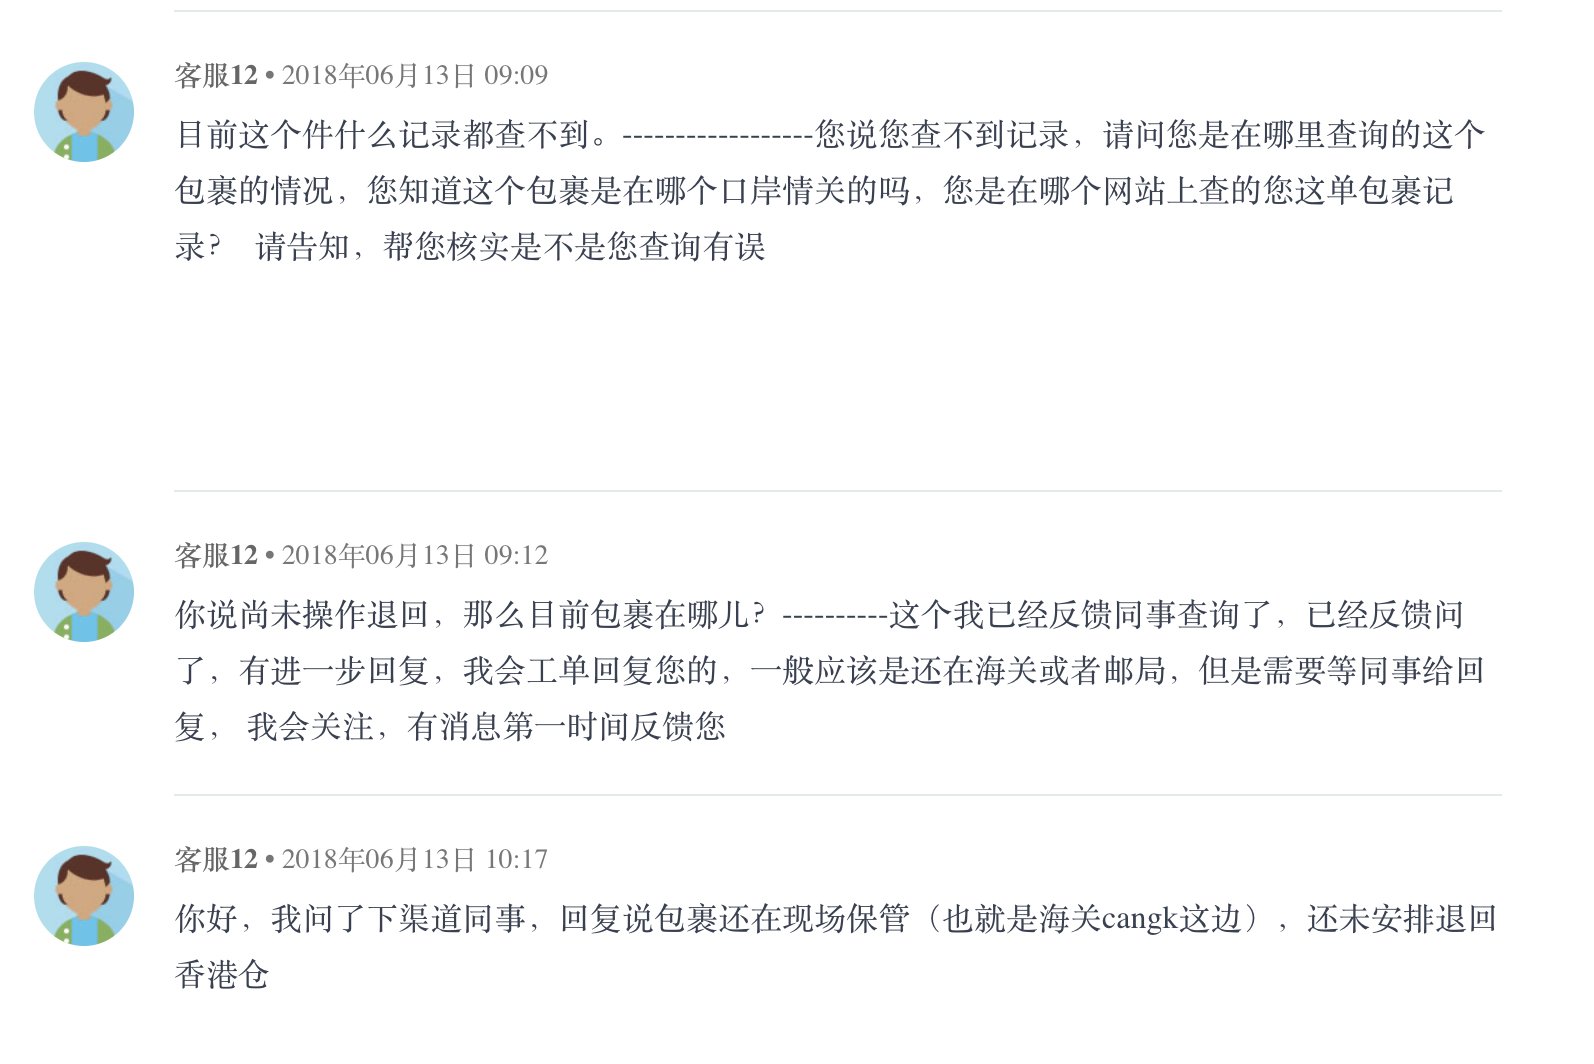 客服12 • 2018年06月13日 09:09
目前这个件什么记录都查不到。------------------您说您查不到记录，请问您是在哪里查询的这个
包裹的情况，您知道这个包裹是在哪个口岸情关的吗，您是在哪个网站上查的您这单包裹记
录？ 请告知，帮您核实是不是您查询有误
客服12 • 2018年06月13日 09:12
你说尚未操作退回，那么目前包裹在哪儿？----------这个我已经反馈同事查询了，已经反馈问
了，有进一步回复，我会工单回复您的，一般应该是还在海关或者邮局，但是需要等同事给回
复， 我会关注，有消息第一时间反馈您
客服12 • 2018年06月13日 10:17
你好，我问了下渠道同事，回复说包裹还在现场保管（也就是海关cangk这边），还未安排退回
香港仓